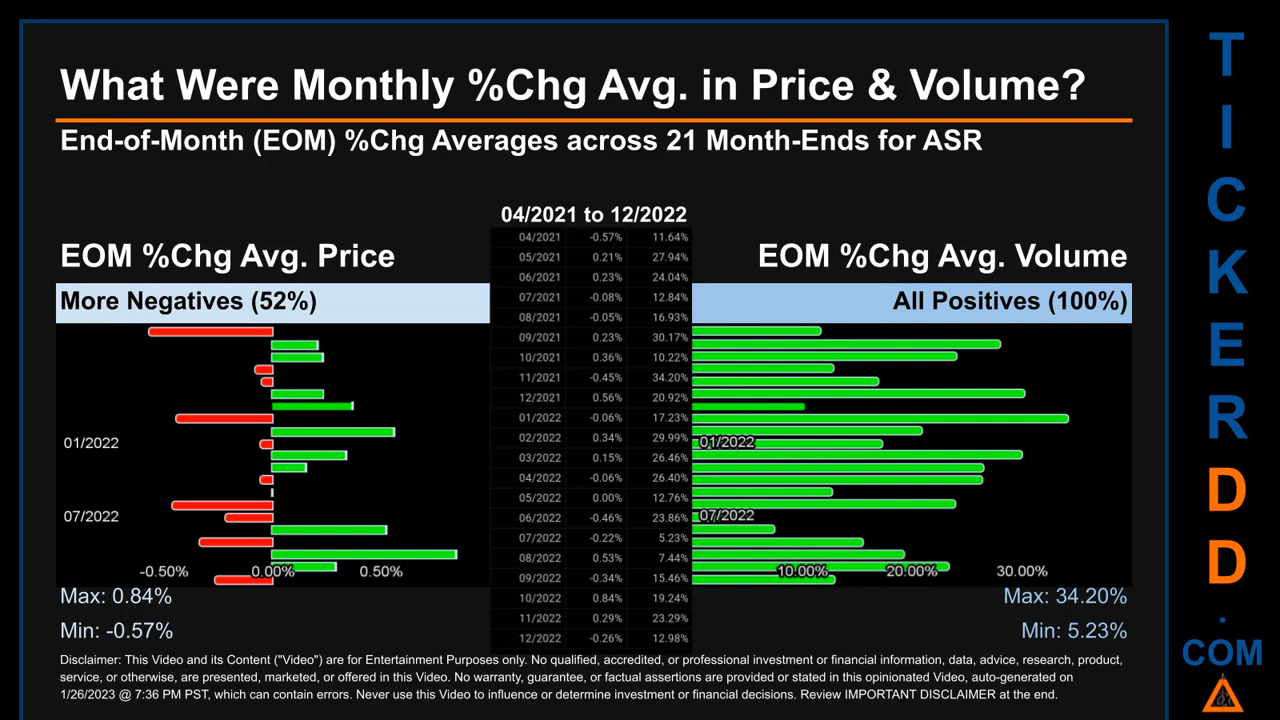 What Were Monthly %Chg Avg. in Price & Volume?
End-of-Month (EOM) %Chg Averages across 21 Month-Ends for ASR
04/2021 to 12/2022
EOM %Chg Avg. Price
More Negatives (52%)
01/2022
07/2022
-0.50% 0.00% 0.50%
Max: 0.84%
Min: -0.57%
04/2021 -0.57% 11.64%
05/2021 0.21% 27.94%
06/2021 0.23% 24.04%
07/2021 -0.08% 12.84%
08/2021 -0.05% 16.93%
09/2021 0.23% 30.17%
10/2021 0.36% 10.22%
11/2021 -0.45% 34.20%
12/2021 0.56% 20.92%
01/2022 -0.06% 17.23%
02/2022 0.34% 29.99%
03/2022 0.15% 26.46%
04/2022 -0.06% 26.40%
05/2022 0.00% 12.76%
06/2022 -0.46% 23.86%
07/2022 -0.22% 5.23%
08/2022 0.53% 7.44%
09/2022 -0.34% 15.46%
10/2022 0.84% 19.24%
11/2022 0.29% 23.29%
12/2022 -0.26% 12.98%
EOM %Chg Avg. Volume
All Positives (100%)
01/2022
07/2022
10.00% 20.00% 30.00%
Max: 34.20%
Min: 5.23%
Disclaimer: This Video and its Content ("Video") are for Entertainment Purposes only. No qualified, accredited, or professional investment or financial information, data, advice, research, product,
service, or otherwise, are presented, marketed, or offered in this Video. No warranty, guarantee, or factual assertions are provided or stated in this opinionated Video, auto-generated on
1/26/2023 @ 7:36 PM PST, which can contain errors. Never use this Video to influence or determine investment or financial decisions. Review IMPORTANT DISCLAIMER at the end.
T
I
C
K
E
R
D
D
.
COM